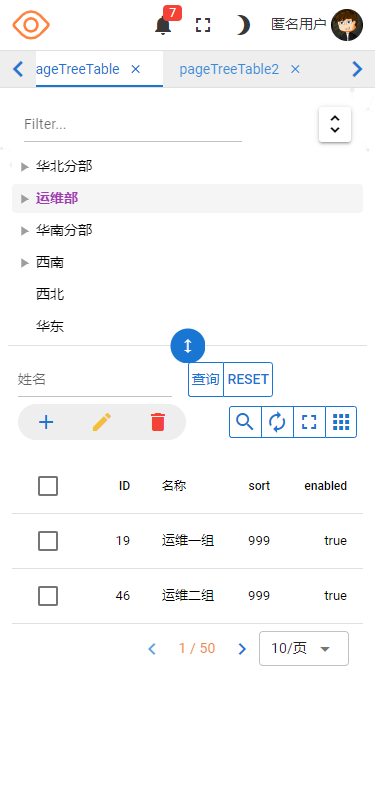 7
匿名用户
ageTreeTable
pageTreeTable2
Filter...
华北分部
运维部
华南分部
西南
西北
华东
姓名 查询 RESET
ID 名称 sort enabled
19 运维一组 999 true
46 运维二组 999 true
1 / 50 10/页